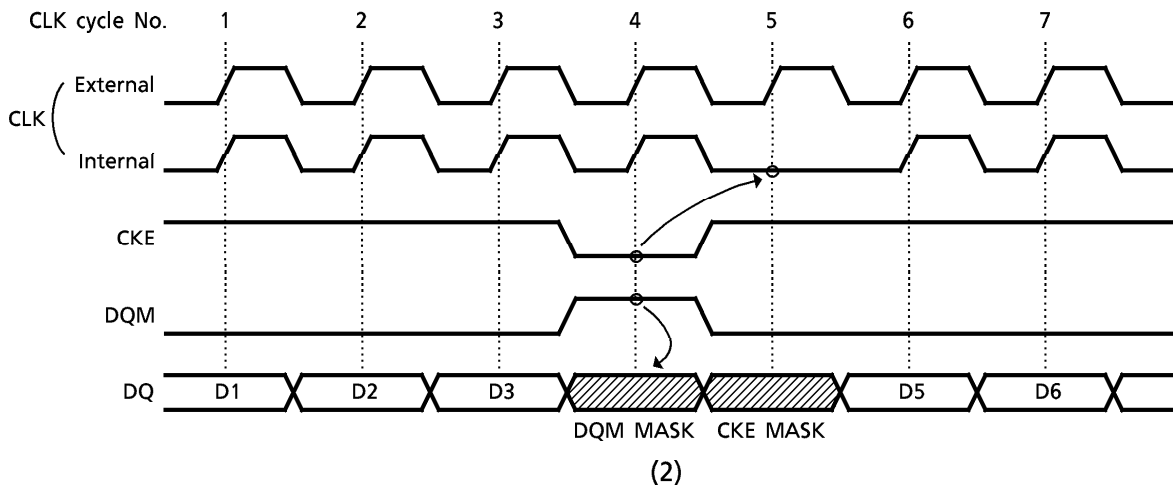 CLK cycle No. 1 2 3 4 5 6 7
External
CLK
Internal
CKE
DQM
DQ D1 D2 D3 D5 D6
DQM MASK CKE MASK
(2)